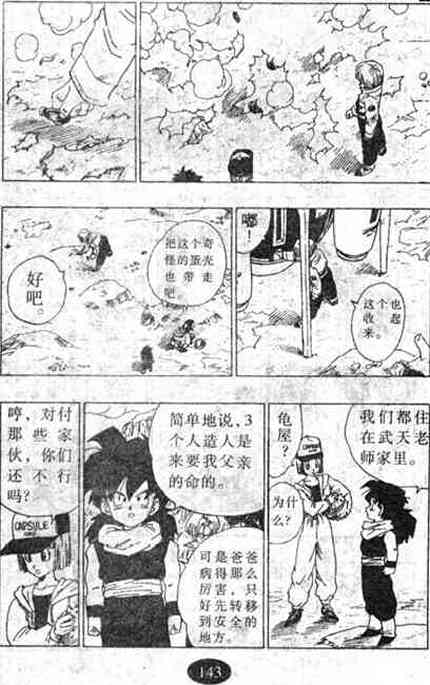 嘟！
这个也
收起
来。
把这个奇
怪的蛋壳
也带走
吧。
好
吧。
我们都住
在武天老
师家里。
龟
屋？
为什
么？
简单地说，3
个人造人是
来要我父亲
的命的。
可是爸爸
病得那么
厉害，只
好先转移
到安全的
地方。
哼，对付
那些家
伙，你们
还不行
吗？
CAPSULE
143